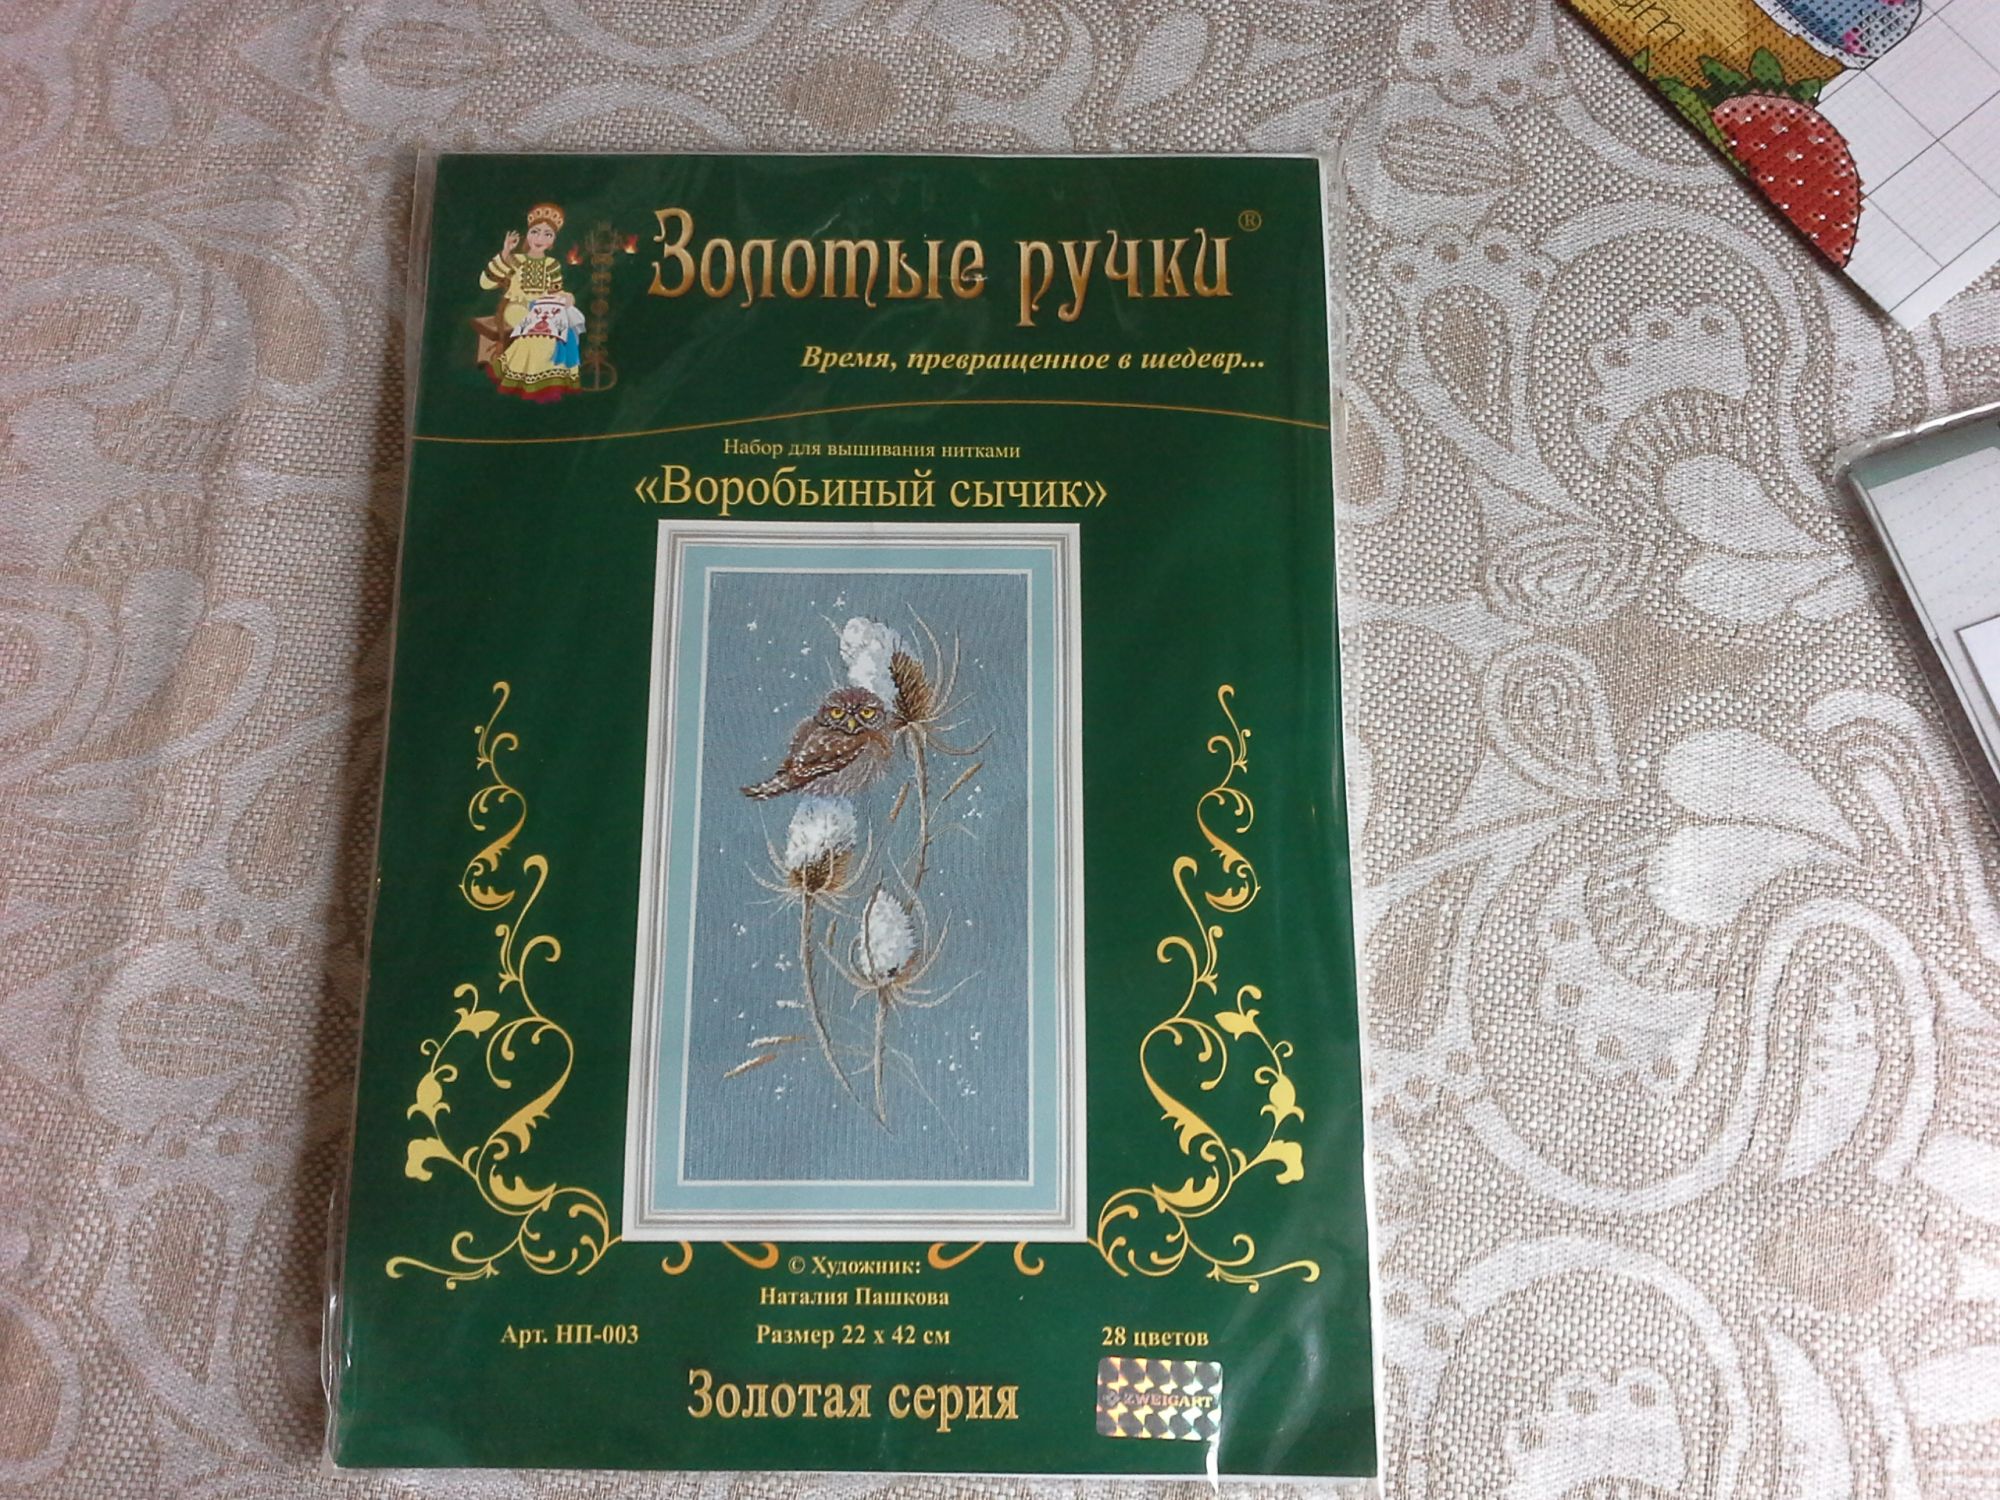 Золотые ручки®
Время, превращенное в шедевр...
Набор для вышивания нитками
«Воробьиный сычик»
© Художник:
Наталия Пашкова
Арт. НП-003
Размер 22 х 42 см
28 цветов
Золотая серия
ZWEIGART